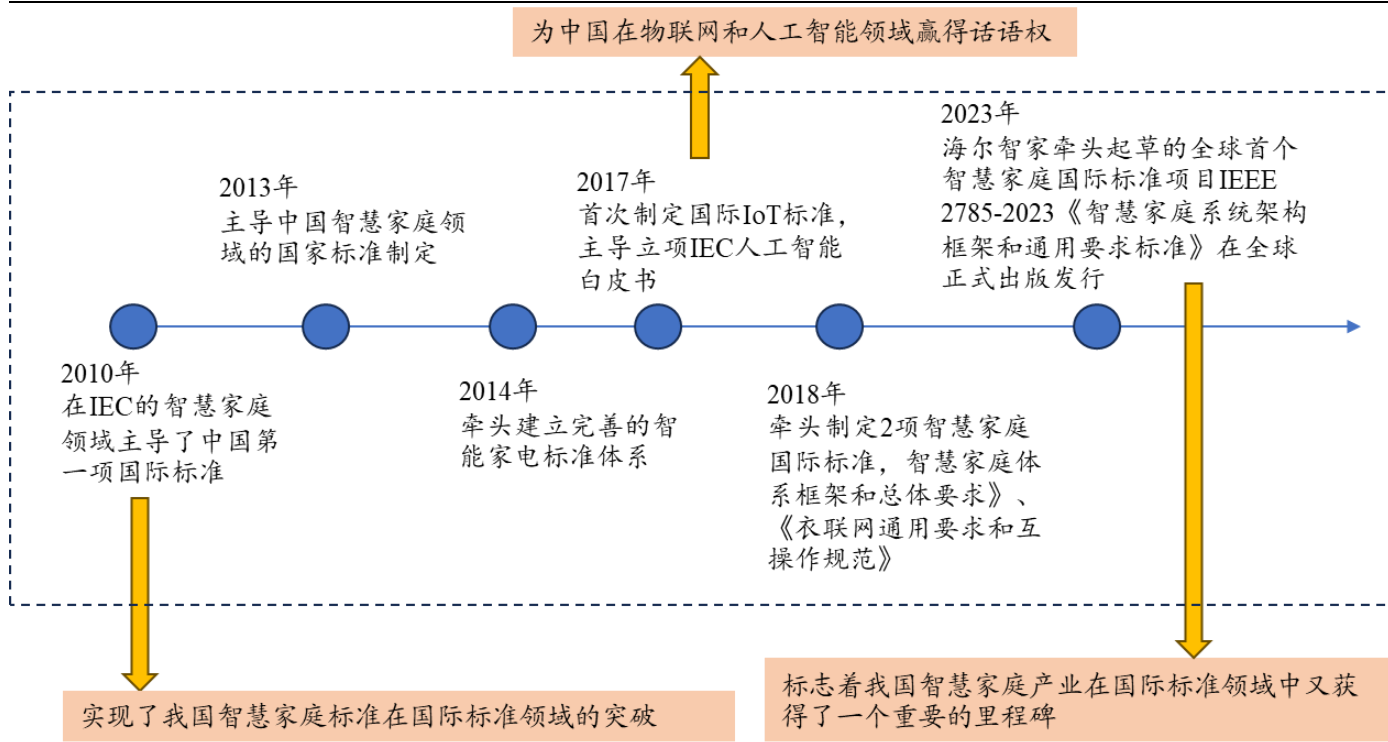 为中国在物联网和人工智能领域赢得话语权
2013年
主导中国智慧家庭领
域的国家标准制定
2017年
首次制定国际IoT标准，
主导立项IEC人工智能
白皮书
2023年
海尔智家牵头起草的全球首个
智慧家庭国际标准项目IEEE
2785-2023《智慧家庭系统架构
框架和通用要求标准》在全球
正式出版发行
2010年
在IEC的智慧家庭
领域主导了中国第
一项国际标准
2014年
牵头建立完善的智
能家电标准体系
2018年
牵头制定2项智慧家庭
国际标准，智慧家庭体
系框架和总体要求》、
《衣联网通用要求和互
操作规范》
实现了我国智慧家庭标准在国际标准领域的突破
标志着我国智慧家庭产业在国际标准领域中又获
得了一个重要的里程碑